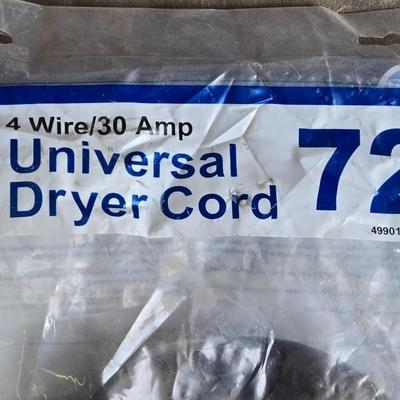 4 Wire/30 Amp
Universal
Dryer Cord
72
49901